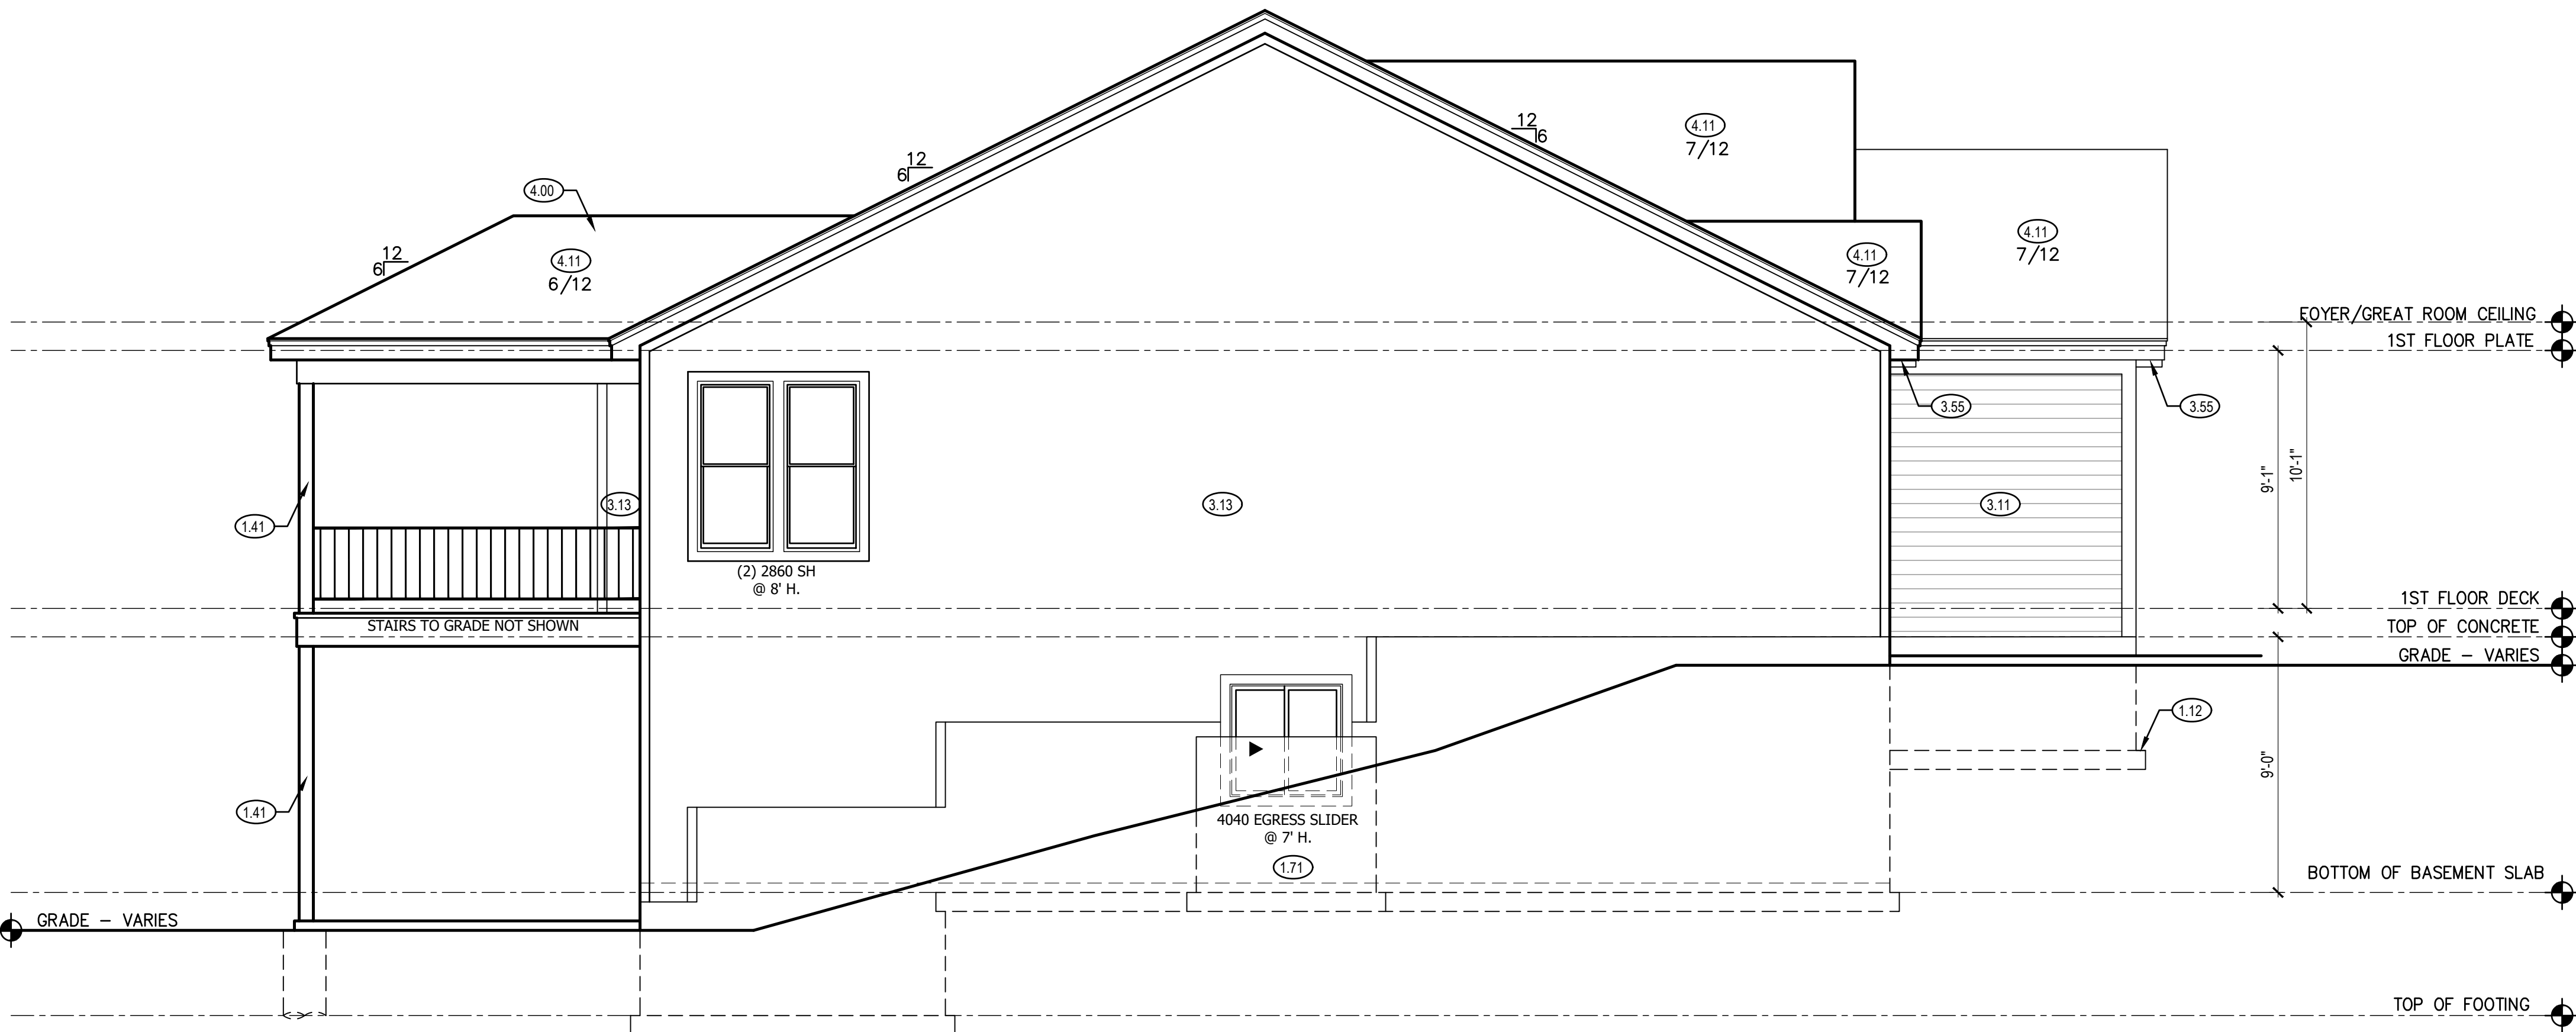 12
6
4.11
7/12
12
6
4.00
4.11
7/12
12
6
4.11
6/12
4.11
7/12
FOYER/GREAT ROOM CEILING
1ST FLOOR PLATE
3.55
3.55
9'-1"
10'-1"
3.13
3.13
3.11
1.41
(2) 2860 SH
@ 8' H.
1ST FLOOR DECK
STAIRS TO GRADE NOT SHOWN
TOP OF CONCRETE
GRADE - VARIES
1.12
9'-0"
1.41
4040 EGRESS SLIDER
@ 7' H.
1.71
BOTTOM OF BASEMENT SLAB
GRADE - VARIES
TOP OF FOOTING